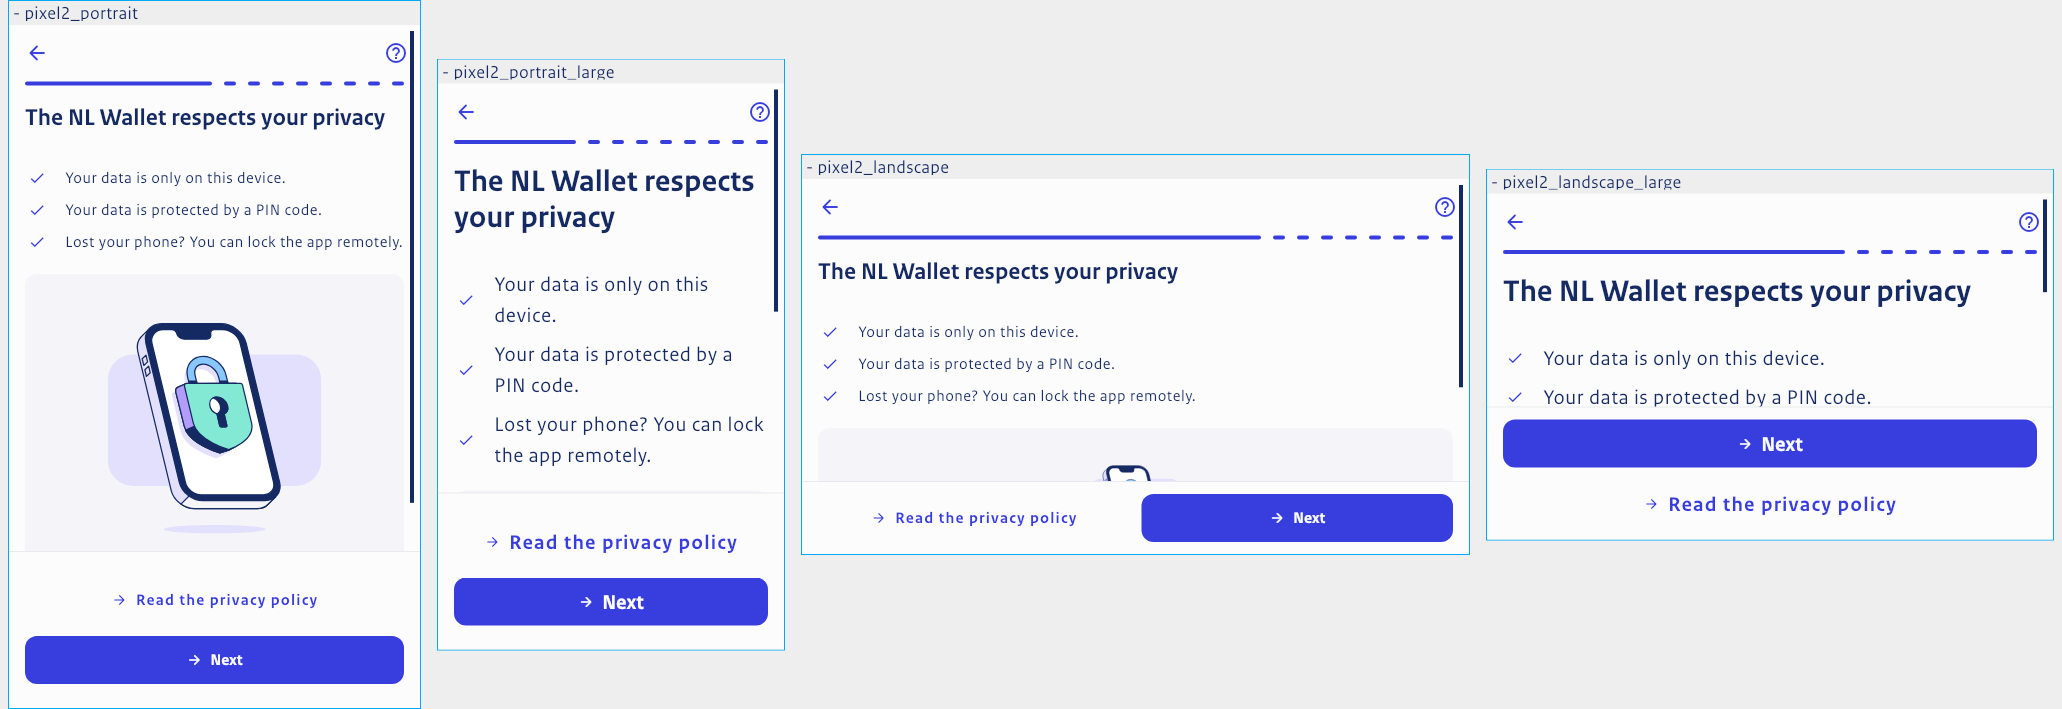 - pixel2_portrait
The NL Wallet respects your privacy
Your data is only on this device.
Your data is protected by a PIN code.
Lost your phone? You can lock the app remotely.
Read the privacy policy
Next
- pixel2_portrait_large
The NL Wallet respects
your privacy
Your data is only on this
device.
Your data is protected by a
PIN code.
Lost your phone? You can lock
the app remotely.
Read the privacy policy
Next
- pixel2_landscape
The NL Wallet respects your privacy
Your data is only on this device.
Your data is protected by a PIN code.
Lost your phone? You can lock the app remotely.
Read the privacy policy
Next
- pixel2_landscape_large
The NL Wallet respects your privacy
Your data is only on this device.
Your data is protected by a PIN code.
Next
Read the privacy policy